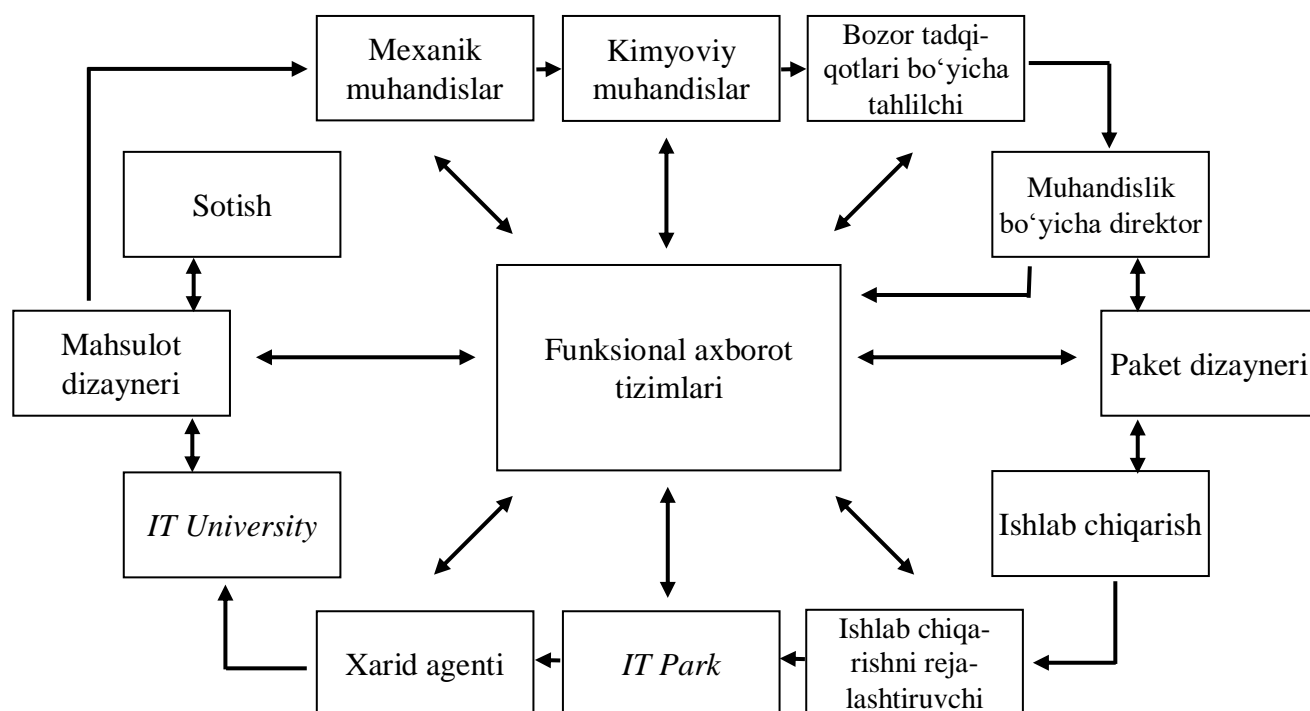 Mexanik
muhandislar
Kimyoviy
muhandislar
Bozor tadqi-
qotlari bo‘yicha
tahlilchi
Sotish
Muhandislik
bo‘yicha direktor
Mahsulot
dizayneri
Funksional axborot
tizimlari
Paket dizayneri
IT University
Ishlab chiqarish
Xarid agenti
IT Park
Ishlab chiqa-
rishni reja-
lashtiruvchi